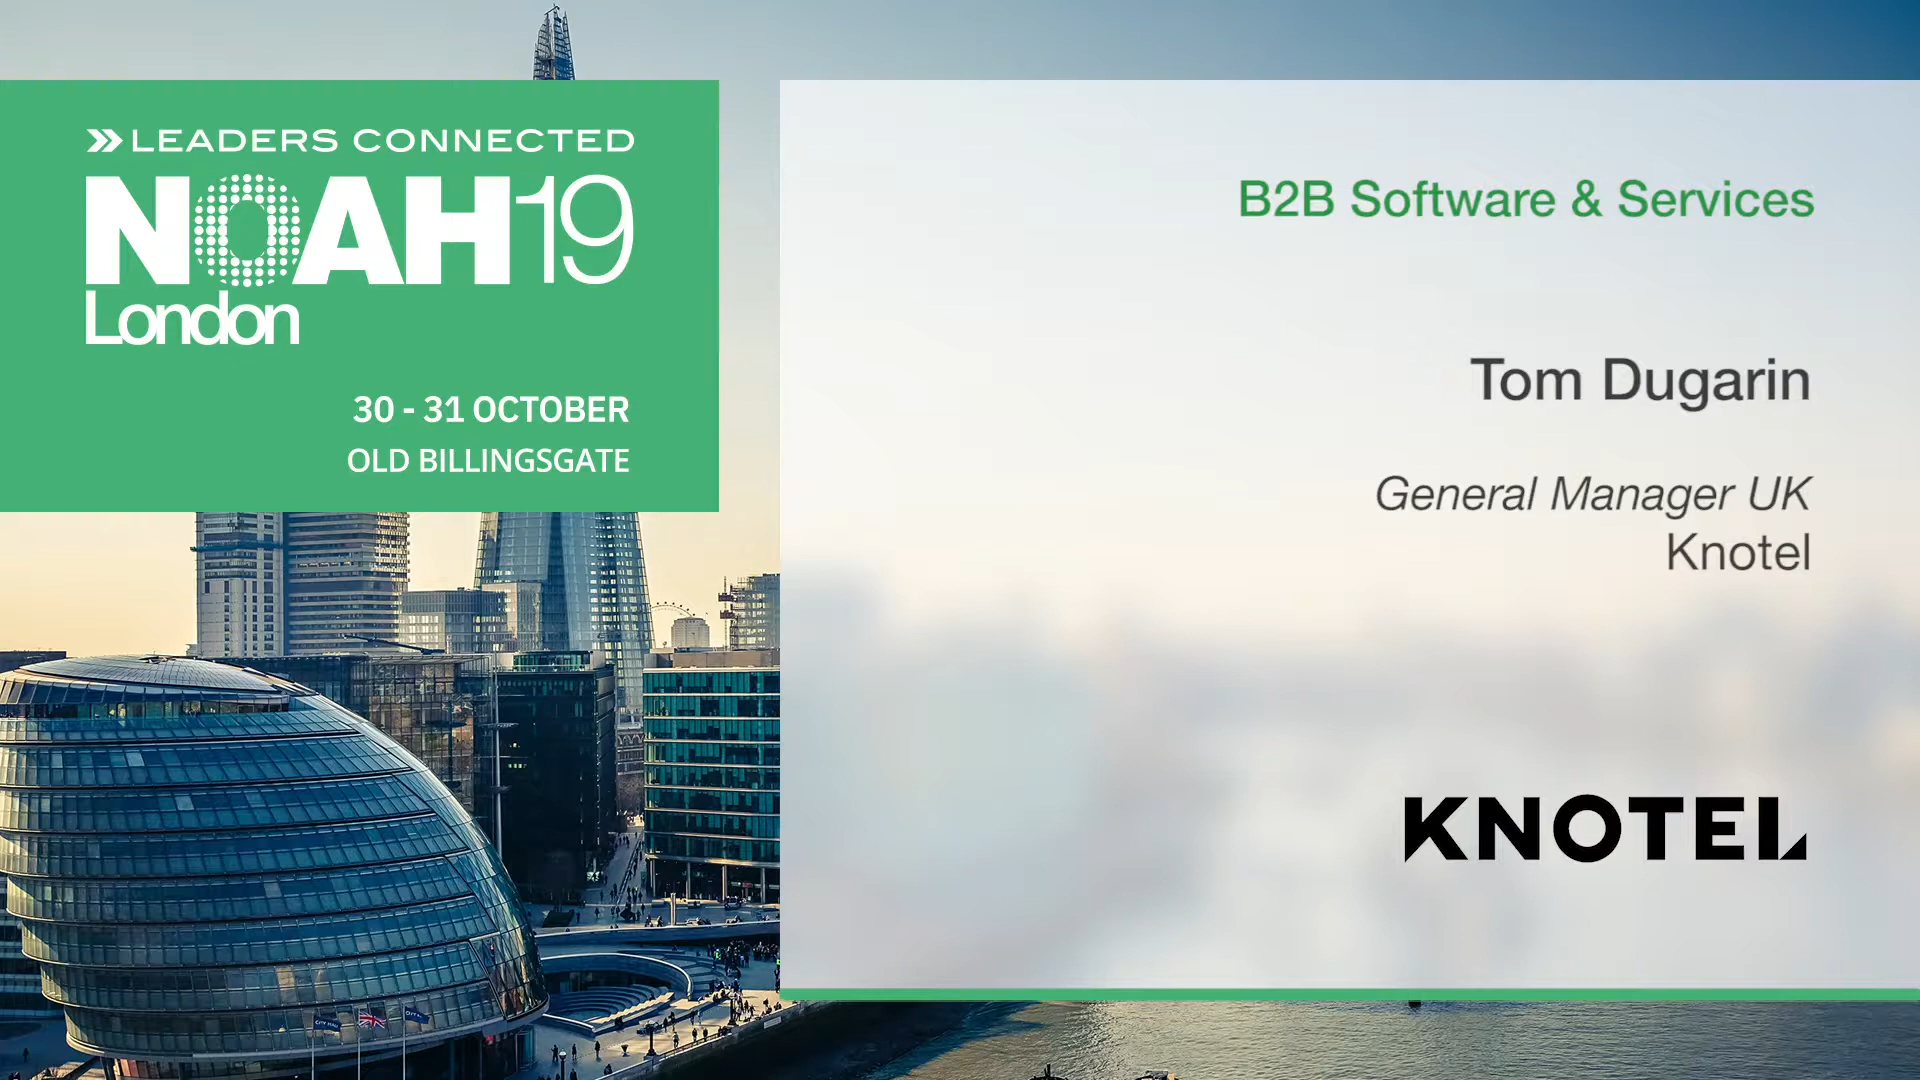 LEADERS CONNECTED
NOAH19
London
30 - 31 OCTOBER
OLD BILLINGSGATE
B2B Software & Services
Tom Dugarin
General Manager UK
Knotel
KNOTEL